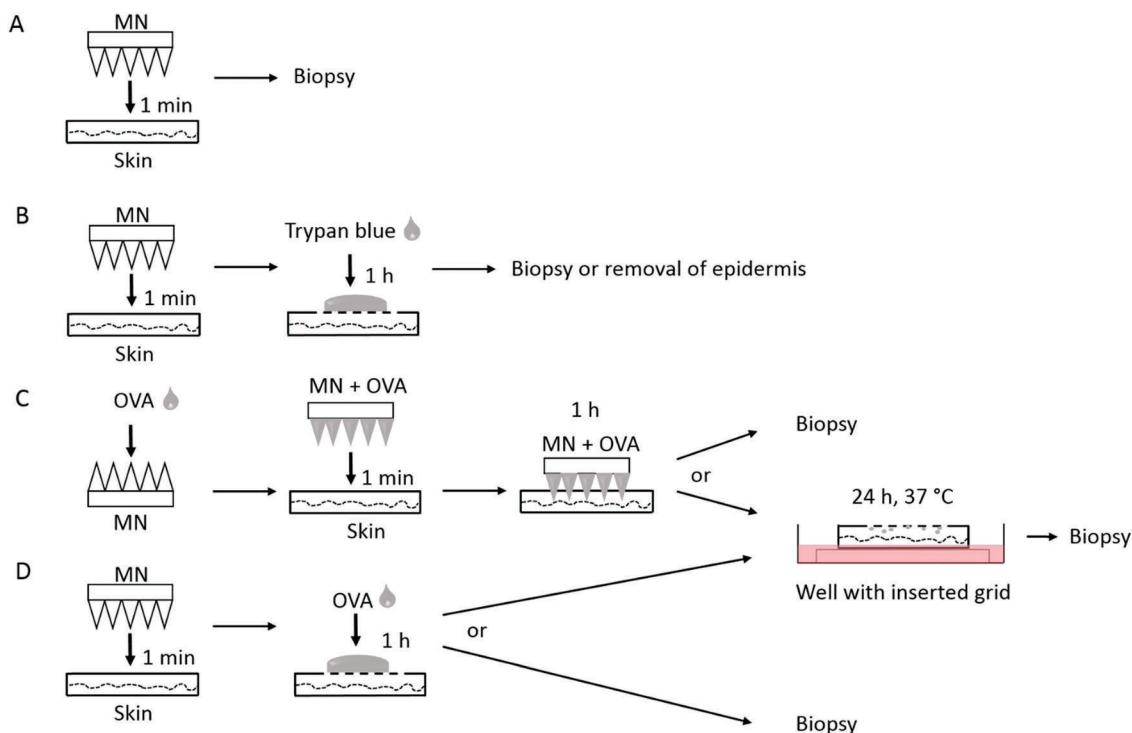 A
MN
1 min
Skin
Biopsy
B
MN
1 min
Skin
Trypan blue
1 h
Biopsy or removal of epidermis
C
OVA
MN
MN + OVA
1 min
Skin
1 h
MN + OVA
or
Biopsy
24 h, 37 °C
Well with inserted grid
Biopsy
D
MN
1 min
Skin
OVA
1 h
or
Biopsy